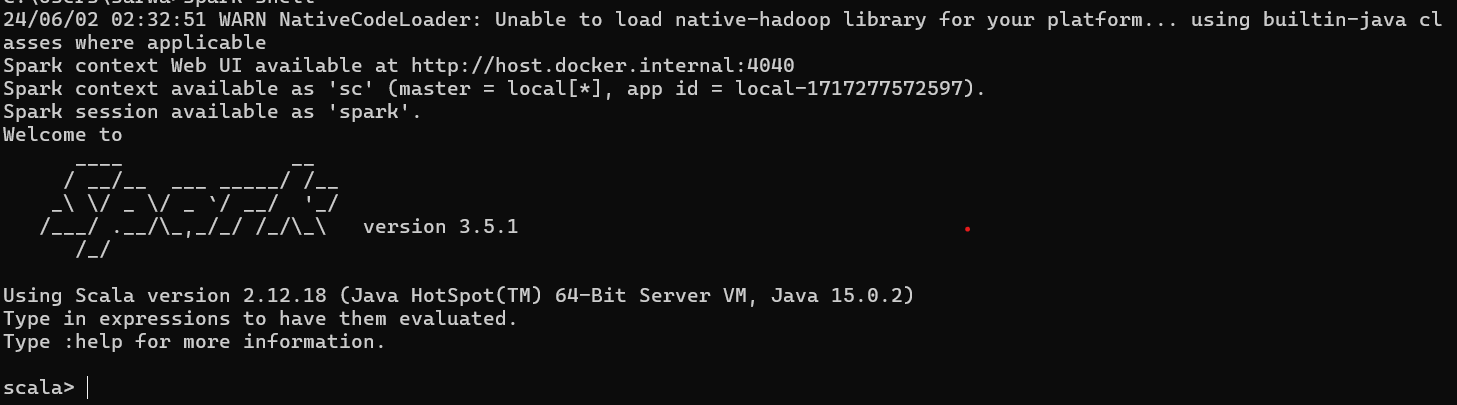 24/06/02 02:32:51 WARN NativeCodeLoader: Unable to load native-hadoop library for your platform... using builtin-java cl
asses where applicable
Spark context Web UI available at http://host.docker.internal:4040
Spark context available as 'sc' (master = local[*], app id = local-1717277572597).
Spark session available as 'spark'.
Welcome to
      ____              __
     / __/__  ___ _____/ /__
    _\ \/ _ \/ _ `/ __/  '_/
   /___/ .__/\_,_/_/ /_/\_\   version 3.5.1
      /_/
Using Scala version 2.12.18 (Java HotSpot(TM) 64-Bit Server VM, Java 15.0.2)
Type in expressions to have them evaluated.
Type :help for more information.
scala>